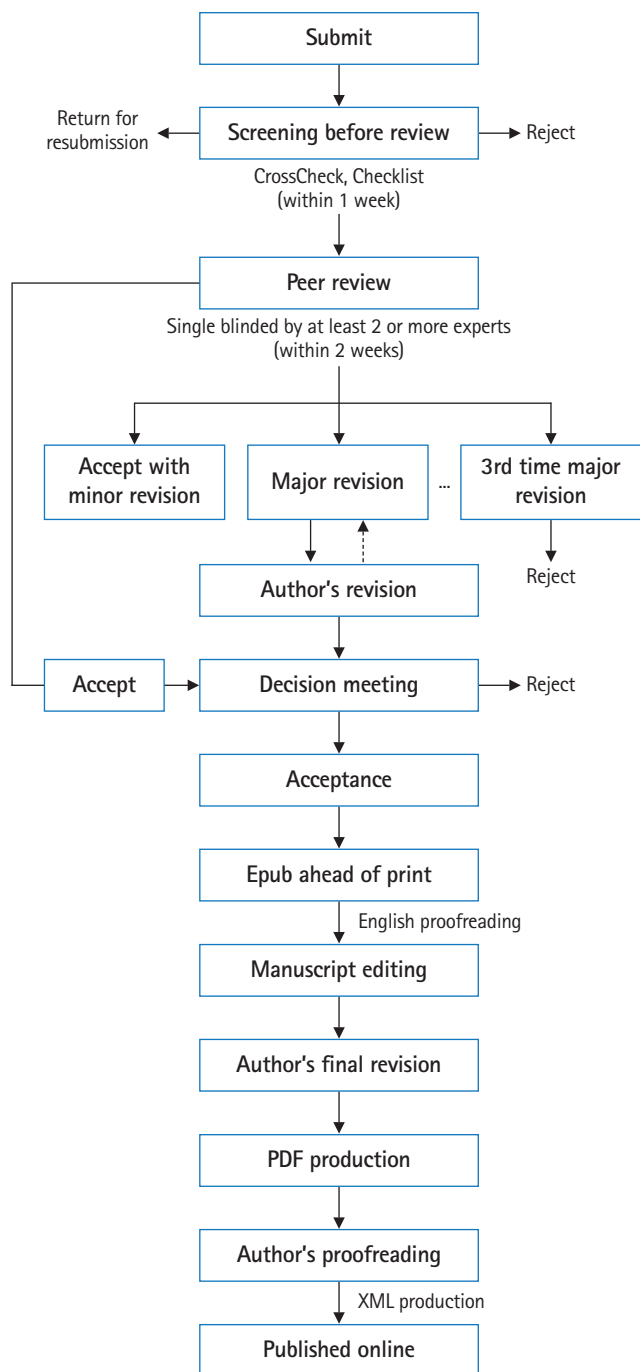 Submit
Return for
resubmission
Screening before review
Reject
CrossCheck, Checklist
(within 1 week)
Peer review
Single blinded by at least 2 or more experts
(within 2 weeks)
Accept with
minor revision
Major revision
...
3rd time major
revision
Reject
Author's revision
Accept
Decision meeting
Reject
Acceptance
Epub ahead of print
English proofreading
Manuscript editing
Author's final revision
PDF production
Author's proofreading
XML production
Published online